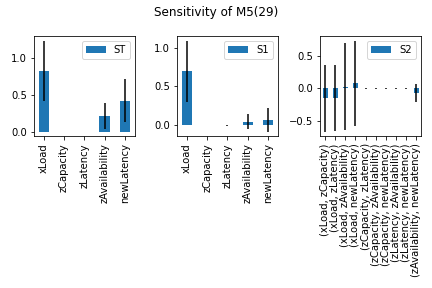 Sensitivity of M5(29)
ST
1.0
0.5
0.0
xLoad
zCapacity
zLatency
zAvailability
newLatency
S1
1.0
0.5
0.0
xLoad
zCapacity
zLatency
zAvailability
newLatency
S2
0.5
0.0
−0.5
(xLoad, zCapacity)
(xLoad, zLatency)
(xLoad, zAvailability)
(xLoad, newLatency)
(zCapacity, zLatency)
(zCapacity, zAvailability)
(zCapacity, newLatency)
(zLatency, zAvailability)
(zLatency, newLatency)
(zAvailability, newLatency)